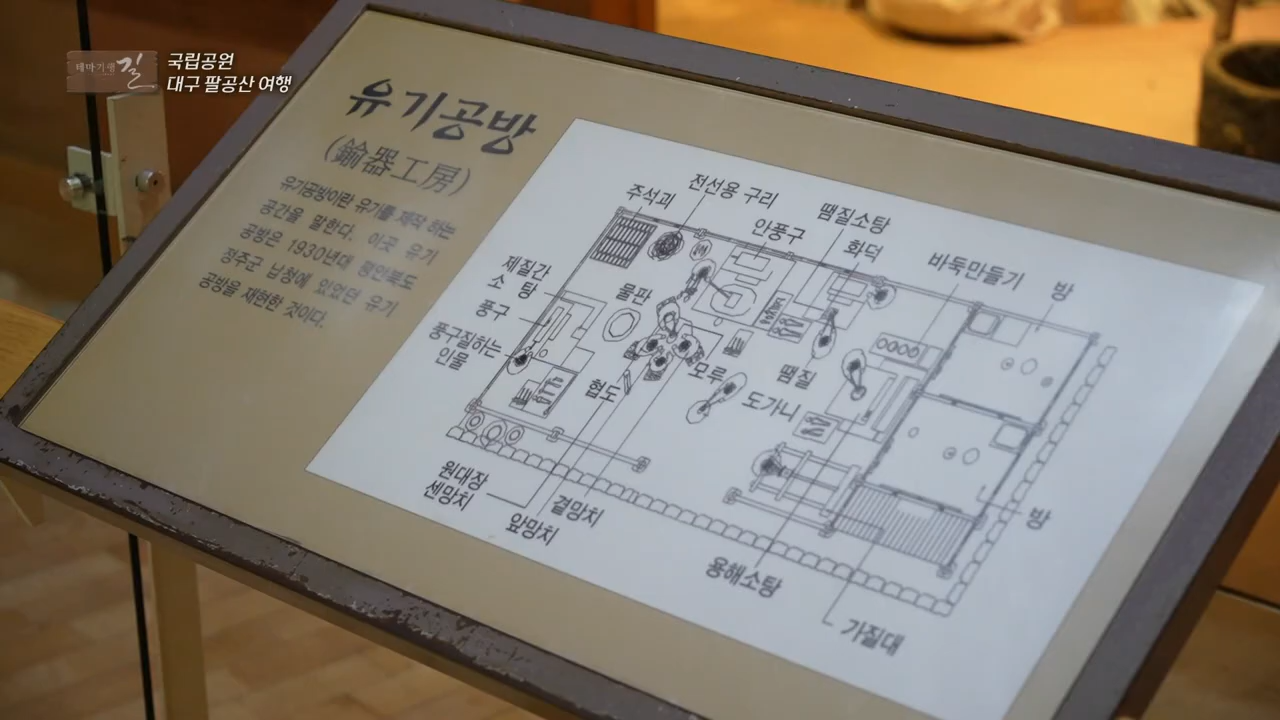 테마기행 길
국립공원
대구 팔공산 여행
유기공방
(鍮器工房)
유기공방이란 유기를 제작 하는
공간을 말한다. 이곳 유기
공방은 1930년대 평안북도
정주군 납청에 있었던 유기
공방을 재현한 것이다.
주석괴
전선용 구리
땜질소탕
안풍구
화덕
바둑만들기
방
제질간
소 탕
물판
풍구
풍구질하는
인물
협도
모루
땜질
도가니
방
원대장
센망치
앞망치
곁망치
용해소탕
가질대